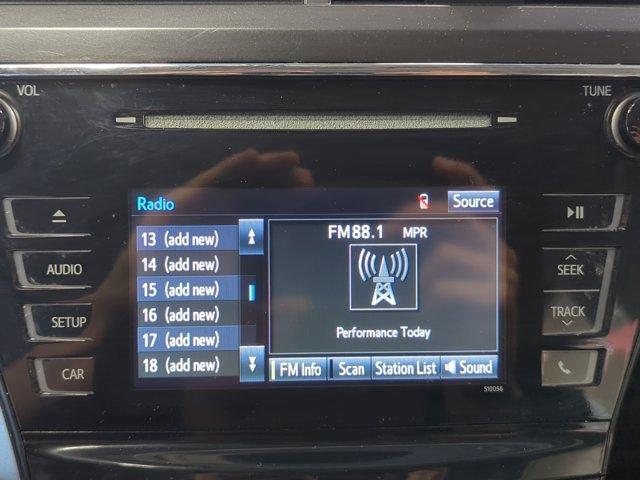 VOL
TUNE
Radio
Source
13 (add new)
14 (add new)
15 (add new)
16 (add new)
17 (add new)
18 (add new)
FM88.1 MPR
Performance Today
FM Info
Scan
Station List
Sound
510056
AUDIO
SETUP
CAR
SEEK
TRACK